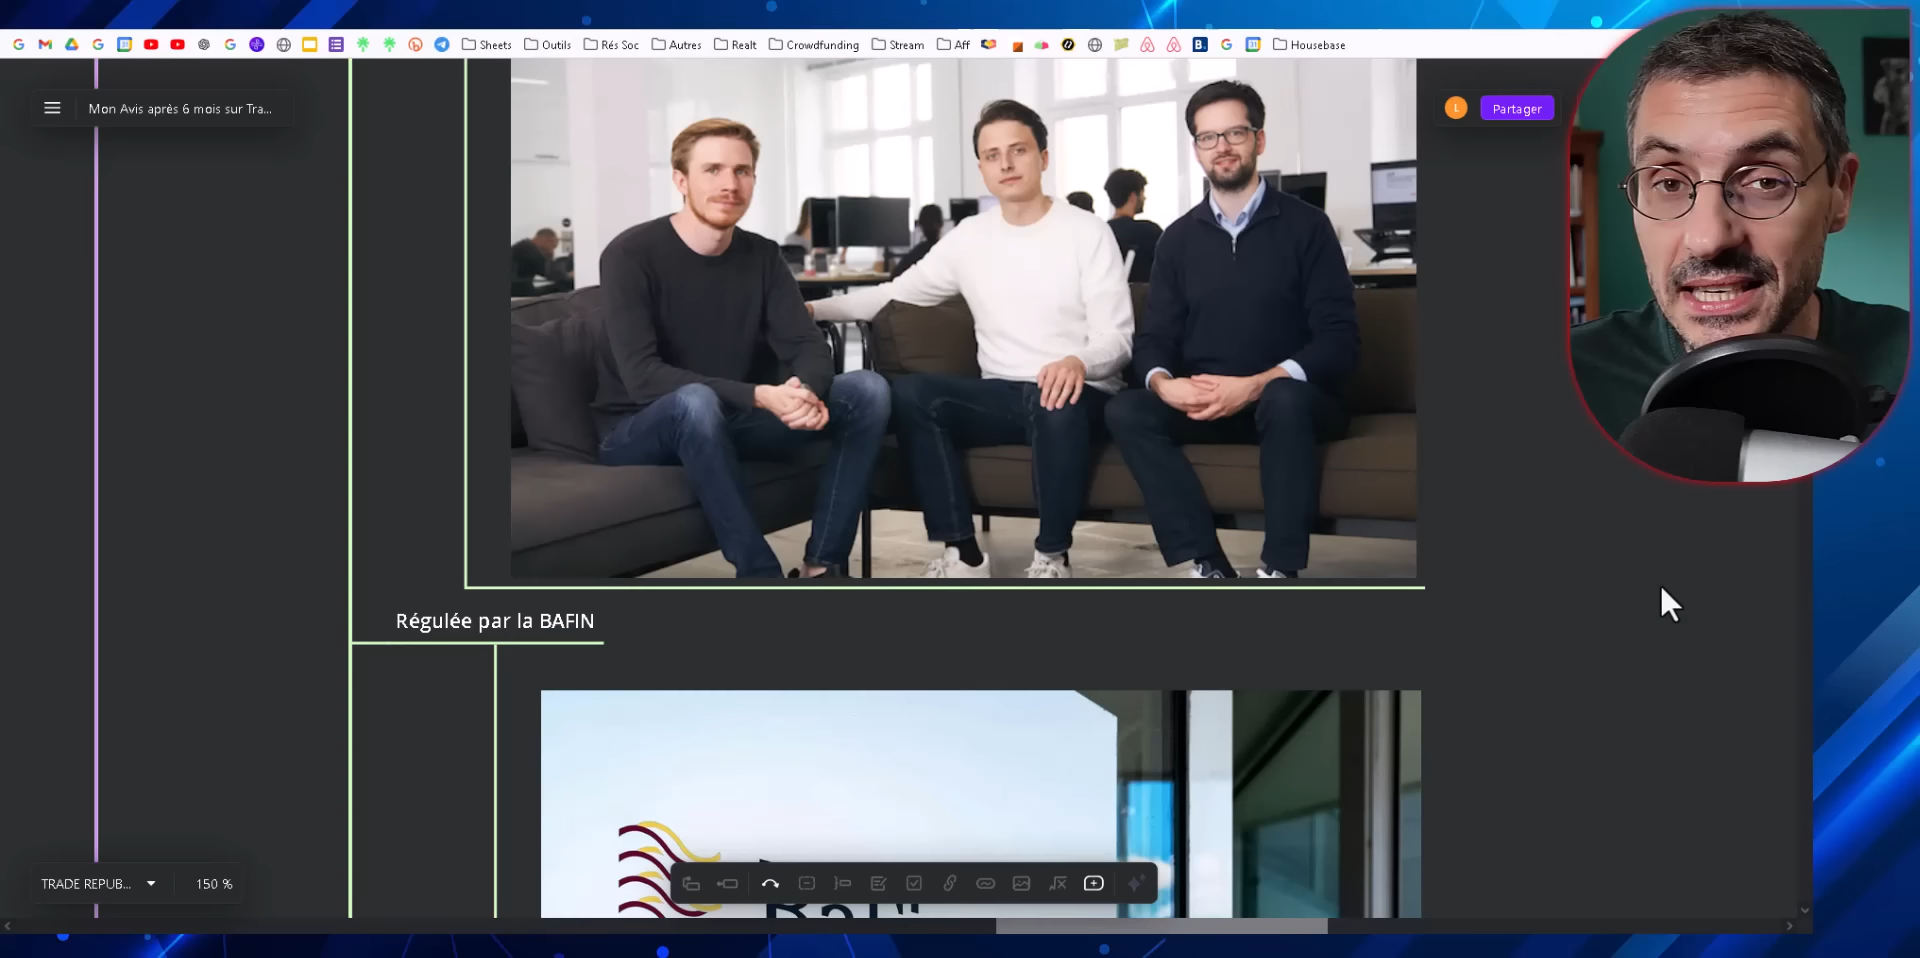 Sheets
Outils
Rés Soc
Autres
Realt
Crowdfunding
Stream
Aff
B.
Housebase
Mon Avis après 6 mois sur Tra...
L
Partager
Régulée par la BAFIN
TRADE REPUB...
150 %